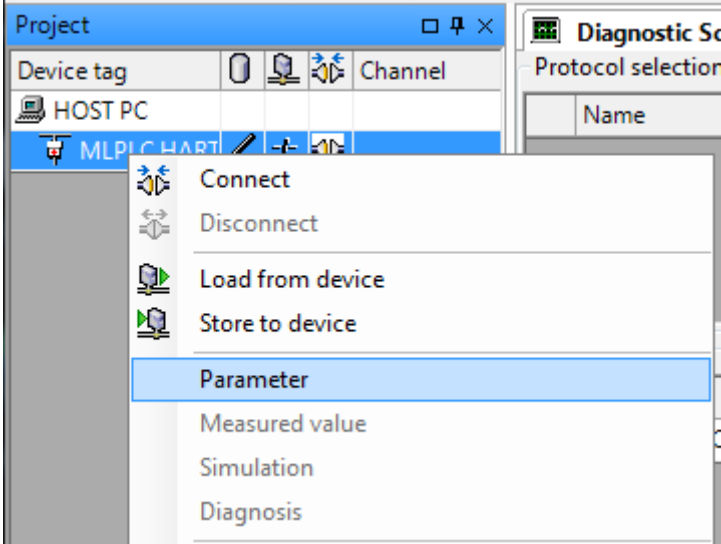 Project
Diagnostic Sc
Device tag Channel
Protocol selection
HOST PC
Name
MLPLC HART
Connect
Disconnect
Load from device
Store to device
Parameter
Measured value
Simulation
Diagnosis